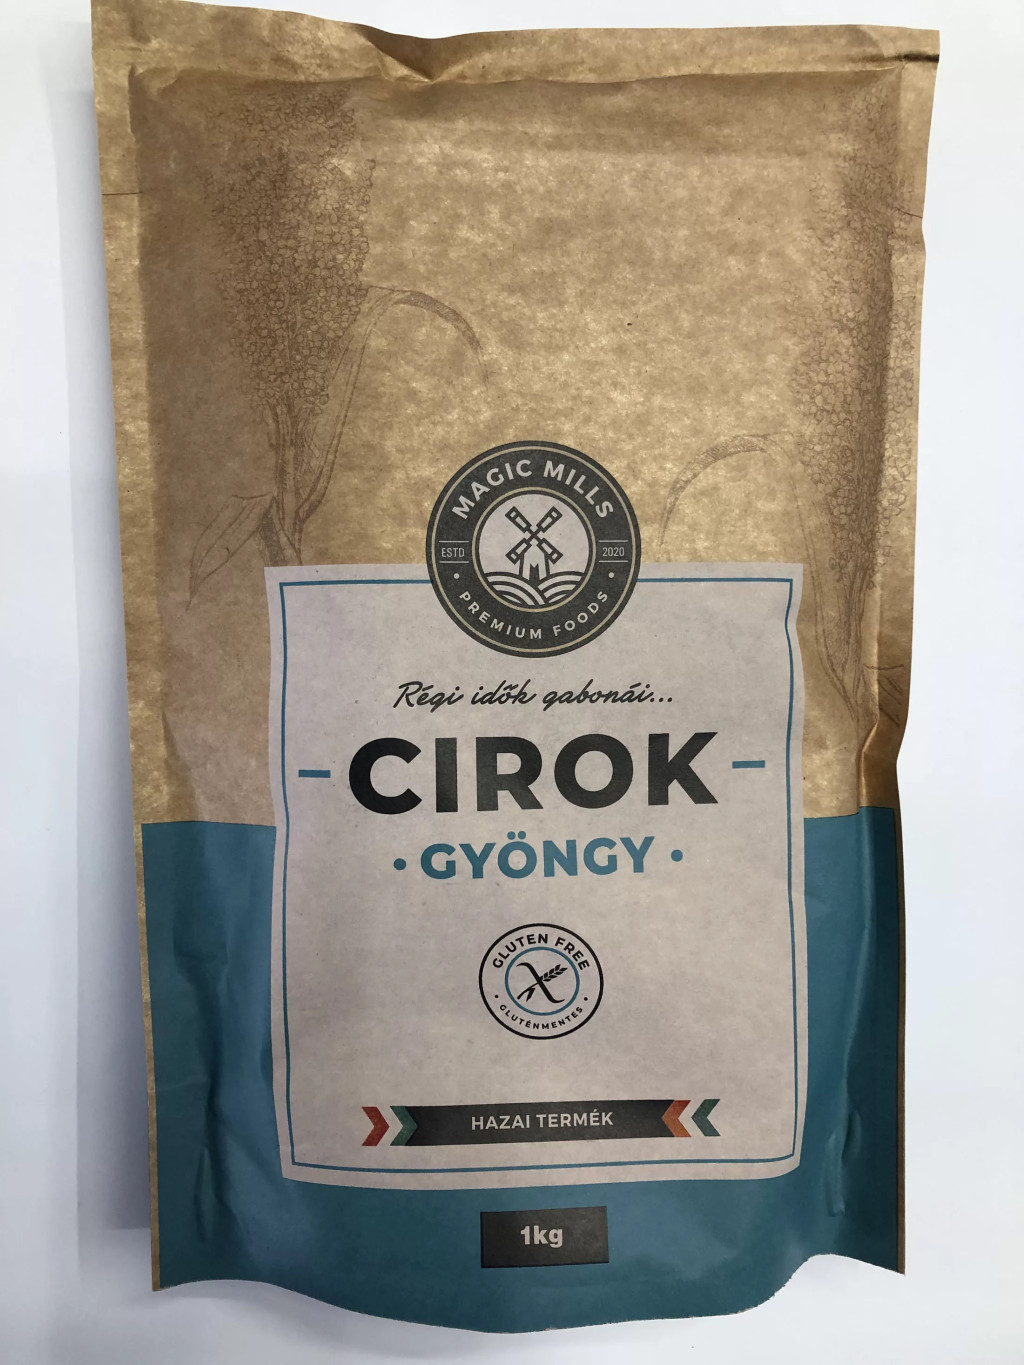 MAGIC MILLS
ESTD 2020
• PREMIUM FOODS •
Régi idők gabonái...
- CIROK -
• GYÖNGY •
GLUTEN FREE
• GLUTÉNMENTES •
HAZAI TERMÉK
1kg